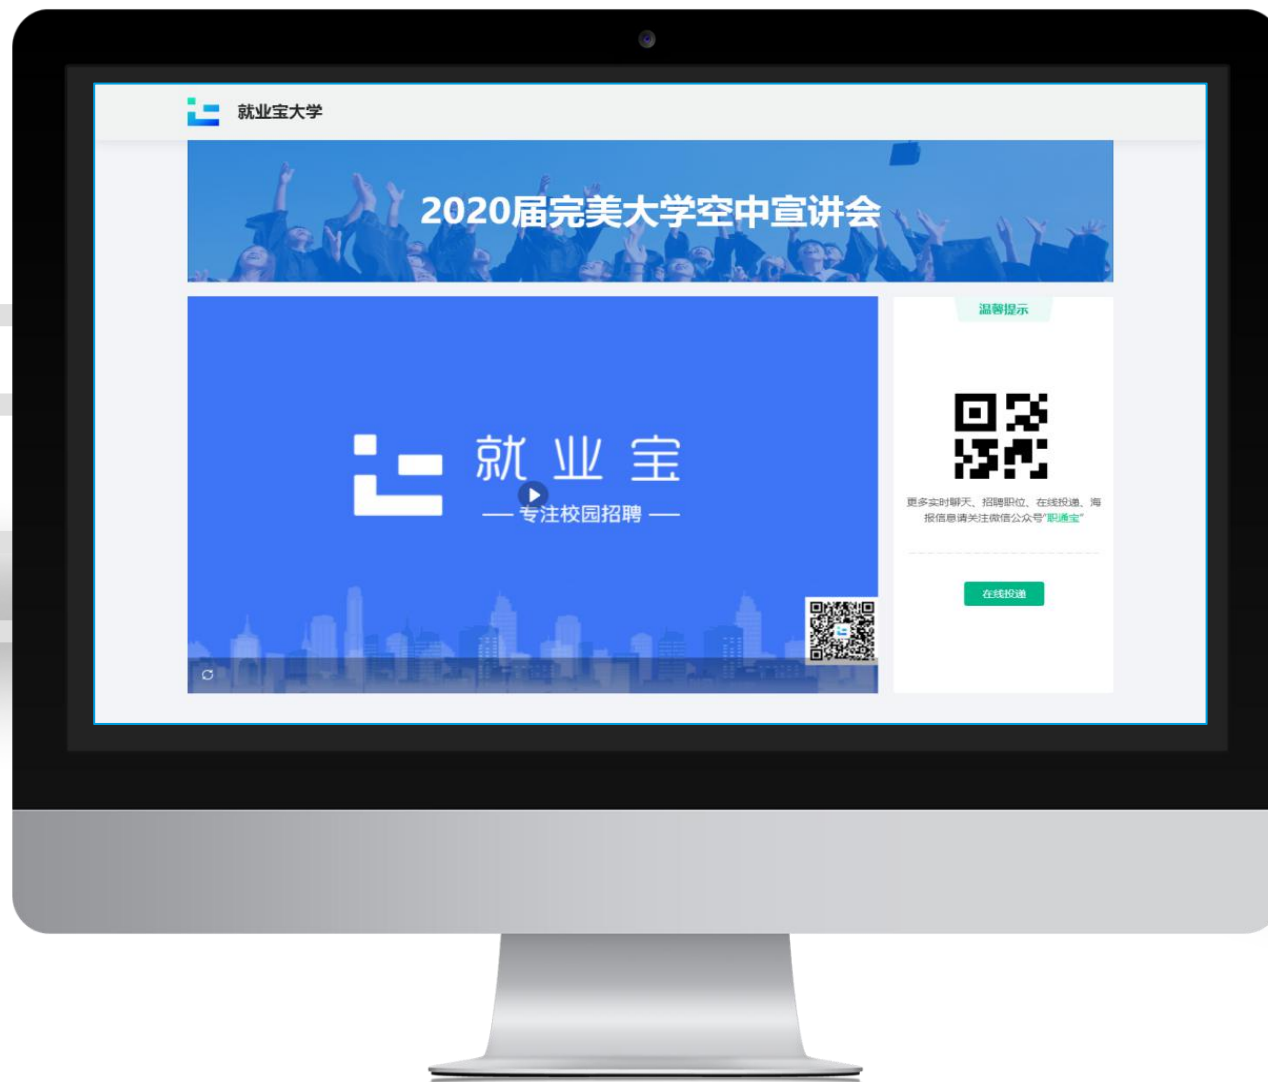 就业宝大学
2020届完美大学空中宣讲会
就业宝
— 专注校园招聘 —
温馨提示
更多实时聊天、招聘职位、在线投递、海
报信息请关注微信公众号“职通宝”
在线投递